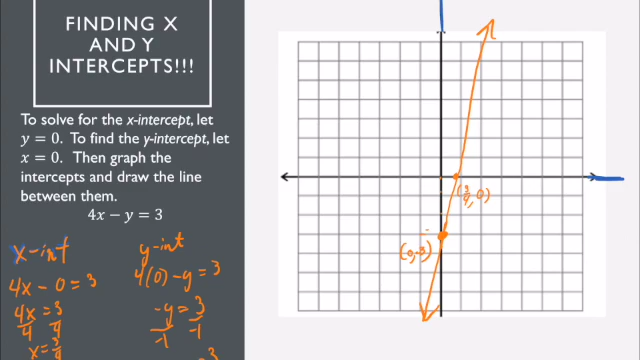 FINDING X
AND Y
INTERCEPTS!!!
To solve for the x-intercept, let
y = 0. To find the y-intercept, let
x = 0. Then graph the
intercepts and draw the line
between them.
4x − y = 3
x-int
4x - 0 = 3
4x = 3
4 4
x = 3/4
y-int
4(0) - y = 3
-y = 3
-1 -1
(3/4, 0)
(0, -3)